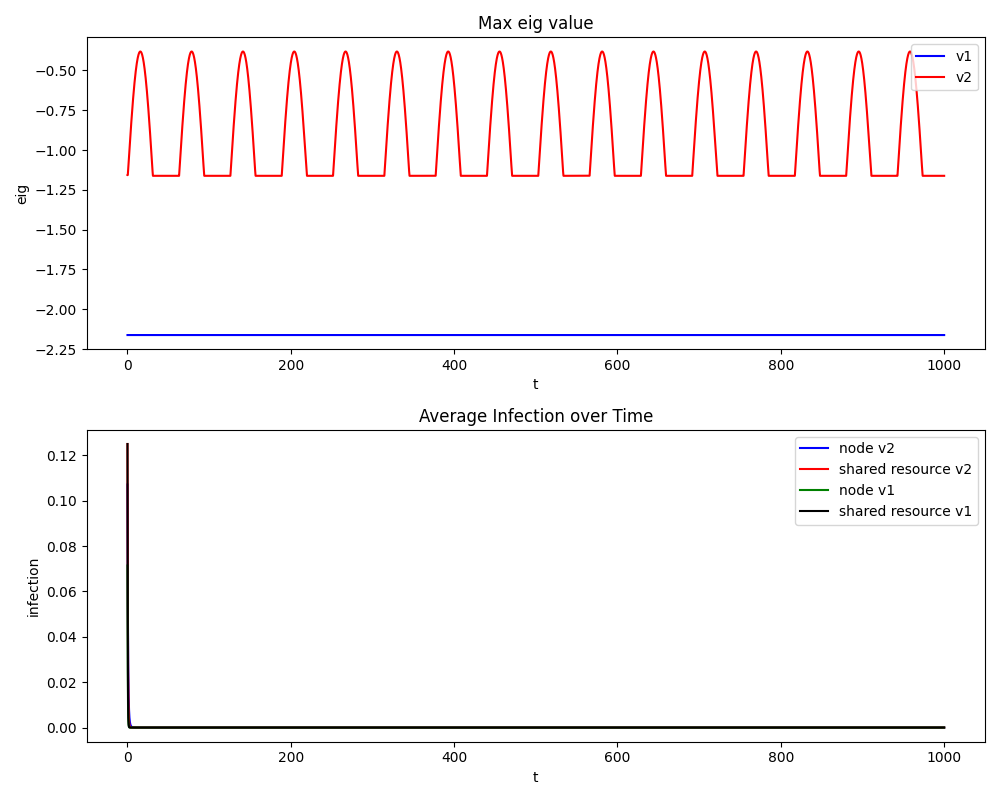 Max eig value
v1
v2
−0.50
−0.75
−1.00
−1.25
−1.50
−1.75
−2.00
−2.25
eig
0
200
400
600
800
1000
t
Average Infection over Time
node v2
shared resource v2
node v1
shared resource v1
0.12
0.10
0.08
0.06
0.04
0.02
0.00
infection
0
200
400
600
800
1000
t